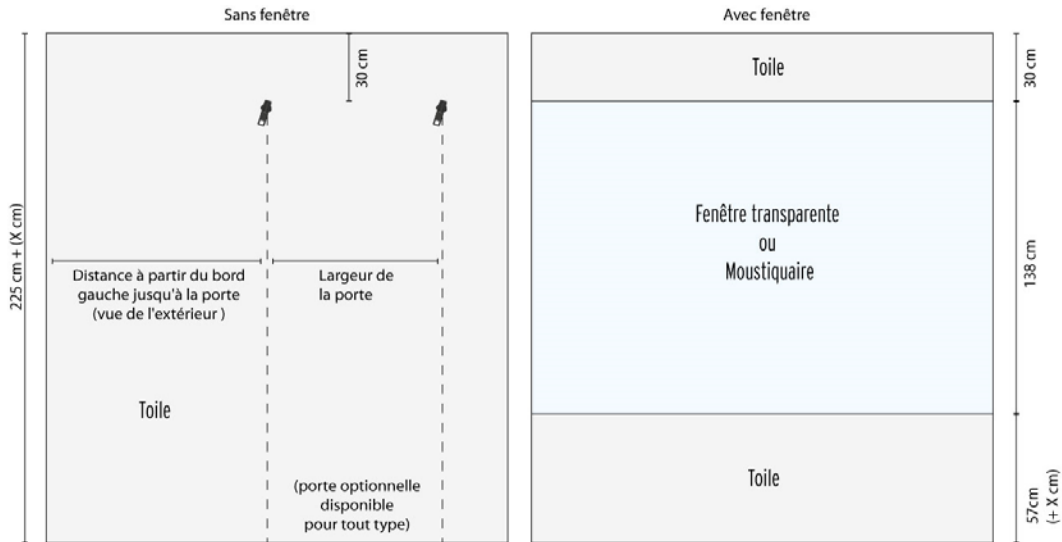 Sans fenêtre
225 cm + (X cm)
30 cm
Distance à partir du bord
gauche jusqu'à la porte
(vue de l'extérieur )
Largeur de
la porte
Toile
(porte optionnelle
disponible
pour tout type)
Avec fenêtre
Toile
30 cm
Fenêtre transparente
ou
Moustiquaire
138 cm
Toile
57cm
(+ X cm)